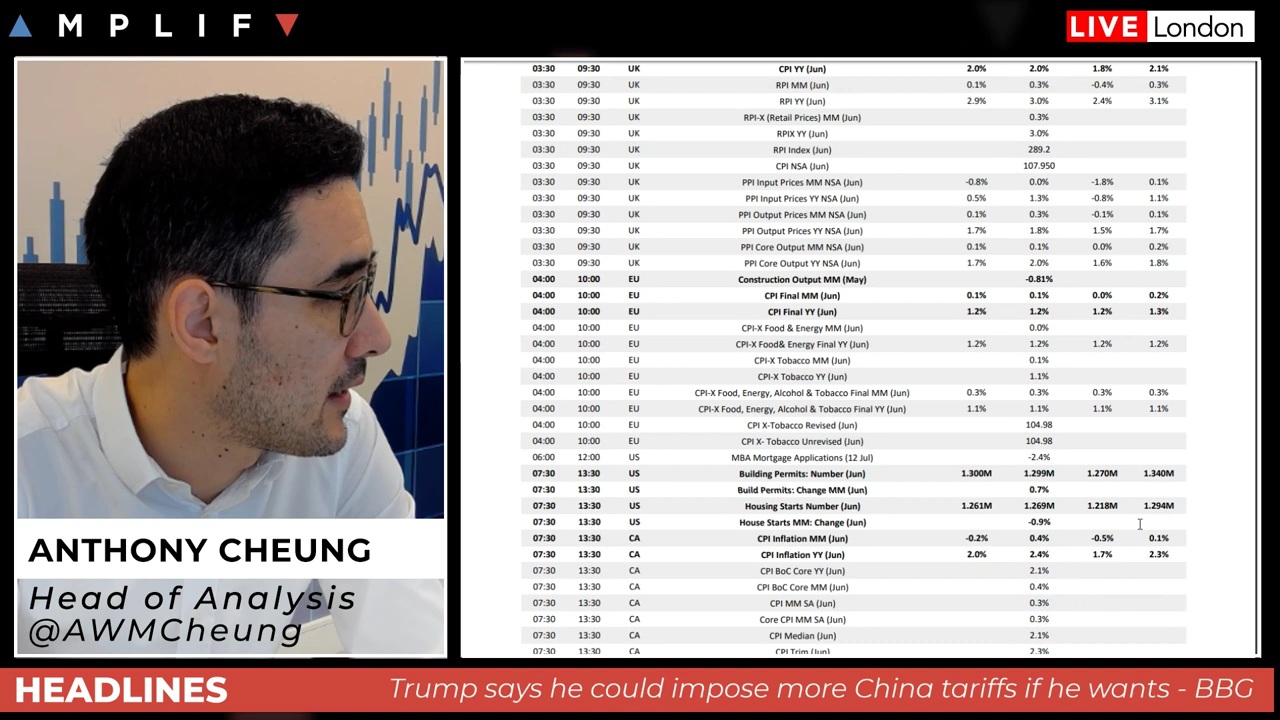 MPLIF
LIVE London
03:30 09:30 UK CPI YY (Jun) 2.0% 2.0% 1.8% 2.1%
03:30 09:30 UK RPI MM (Jun) 0.1% 0.3% -0.4% 0.3%
03:30 09:30 UK RPI YY (Jun) 2.9% 3.0% 2.4% 3.1%
03:30 09:30 UK RPI-X (Retail Prices) MM (Jun) 0.3%
03:30 09:30 UK RPIX YY (Jun) 3.0%
03:30 09:30 UK RPI Index (Jun) 289.2
03:30 09:30 UK CPI NSA (Jun) 107.950
03:30 09:30 UK PPI Input Prices MM NSA (Jun) -0.8% 0.0% -1.8% 0.1%
03:30 09:30 UK PPI Input Prices YY NSA (Jun) 0.5% 1.3% -0.8% 1.1%
03:30 09:30 UK PPI Output Prices MM NSA (Jun) 0.1% 0.3% -0.1% 0.1%
03:30 09:30 UK PPI Output Prices YY NSA (Jun) 1.7% 1.8% 1.5% 1.7%
03:30 09:30 UK PPI Core Output MM NSA (Jun) 0.1% 0.1% 0.0% 0.2%
03:30 09:30 UK PPI Core Output YY NSA (Jun) 1.7% 2.0% 1.6% 1.8%
04:00 10:00 EU Construction Output MM (May) -0.81%
04:00 10:00 EU CPI Final MM (Jun) 0.1% 0.1% 0.0% 0.2%
04:00 10:00 EU CPI Final YY (Jun) 1.2% 1.2% 1.2% 1.3%
04:00 10:00 EU CPI-X Food & Energy MM (Jun) 0.0%
04:00 10:00 EU CPI-X Food& Energy Final YY (Jun) 1.2% 1.2% 1.2% 1.2%
04:00 10:00 EU CPI-X Tobacco MM (Jun) 0.1%
04:00 10:00 EU CPI-X Tobacco YY (Jun) 1.1%
04:00 10:00 EU CPI-X Food, Energy, Alcohol & Tobacco Final MM (Jun) 0.3% 0.3% 0.3% 0.3%
04:00 10:00 EU CPI-X Food, Energy, Alcohol & Tobacco Final YY (Jun) 1.1% 1.1% 1.1% 1.1%
04:00 10:00 EU CPI X-Tobacco Revised (Jun) 104.98
04:00 10:00 EU CPI X- Tobacco Unrevised (Jun) 104.98
06:00 12:00 US MBA Mortgage Applications (12 Jul) -2.4%
07:30 13:30 US Building Permits: Number (Jun) 1.300M 1.299M 1.270M 1.340M
07:30 13:30 US Build Permits: Change MM (Jun) 0.7%
07:30 13:30 US Housing Starts Number (Jun) 1.261M 1.269M 1.218M 1.294M
07:30 13:30 US House Starts MM: Change (Jun) -0.9%
07:30 13:30 CA CPI Inflation MM (Jun) -0.2% 0.4% -0.5% 0.1%
07:30 13:30 CA CPI Inflation YY (Jun) 2.0% 2.4% 1.7% 2.3%
07:30 13:30 CA CPI BoC Core YY (Jun) 2.1%
07:30 13:30 CA CPI BoC Core MM (Jun) 0.4%
07:30 13:30 CA CPI MM SA (Jun) 0.3%
07:30 13:30 CA Core CPI MM SA (Jun) 0.3%
07:30 13:30 CA CPI Median (Jun) 2.1%
07:30 13:30 CA CPI Trim (Jun) 2.3%
ANTHONY CHEUNG
Head of Analysis
@AWMCheung
HEADLINES Trump says he could impose more China tariffs if he wants - BBG